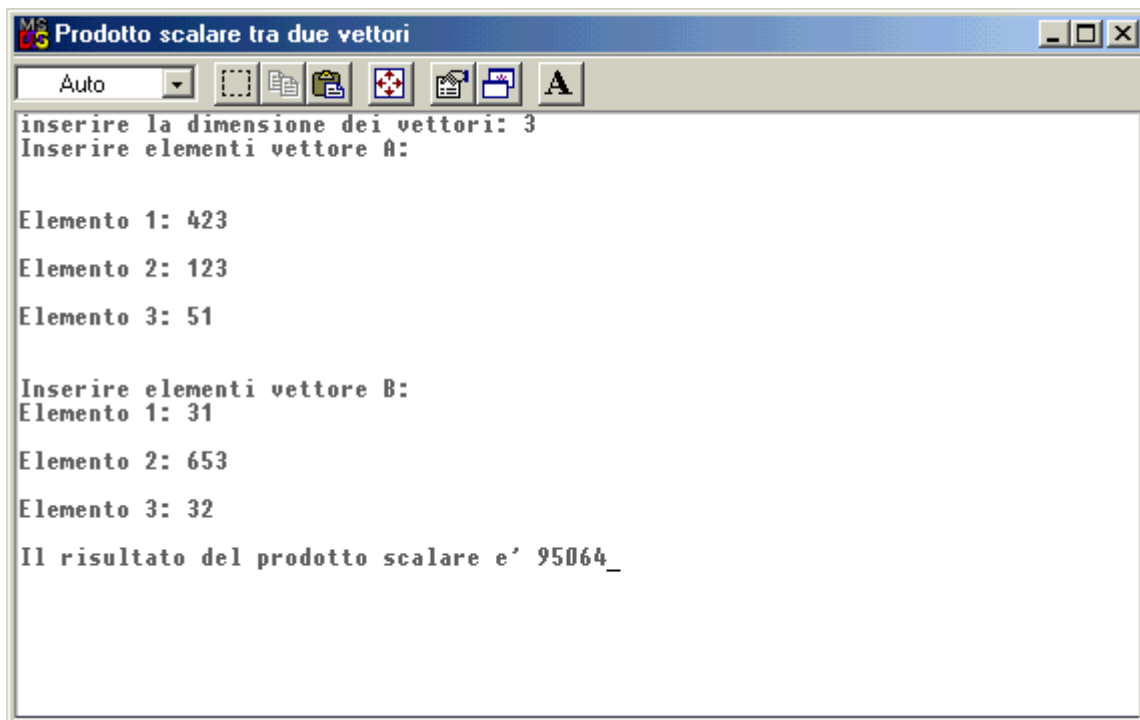 MS DOS Prodotto scalare tra due vettori
Auto A
inserire la dimensione dei vettori: 3
Inserire elementi vettore A:
Elemento 1: 423
Elemento 2: 123
Elemento 3: 51
Inserire elementi vettore B:
Elemento 1: 31
Elemento 2: 653
Elemento 3: 32
Il risultato del prodotto scalare e' 95064_